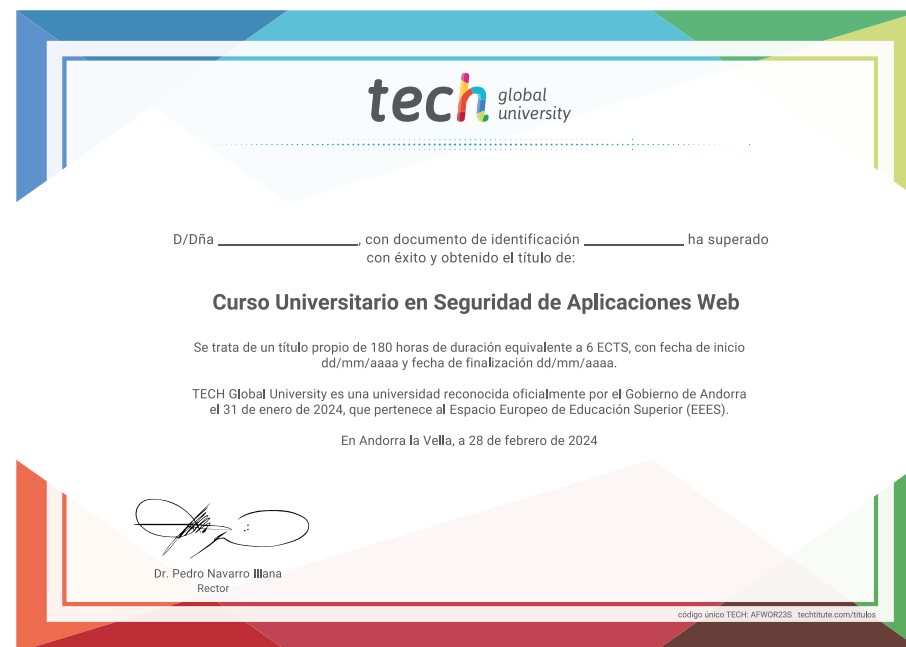 tech global university
D/Dña ____________________, con documento de identificación ______________ ha superado
con éxito y obtenido el título de:
Curso Universitario en Seguridad de Aplicaciones Web
Se trata de un título propio de 180 horas de duración equivalente a 6 ECTS, con fecha de inicio
dd/mm/aaaa y fecha de finalización dd/mm/aaaa.
TECH Global University es una universidad reconocida oficialmente por el Gobierno de Andorra
el 31 de enero de 2024, que pertenece al Espacio Europeo de Educación Superior (EEES).
En Andorra la Vella, a 28 de febrero de 2024
Dr. Pedro Navarro Illana
Rector
código único TECH: AFWOR23S techtitute.com/titulos